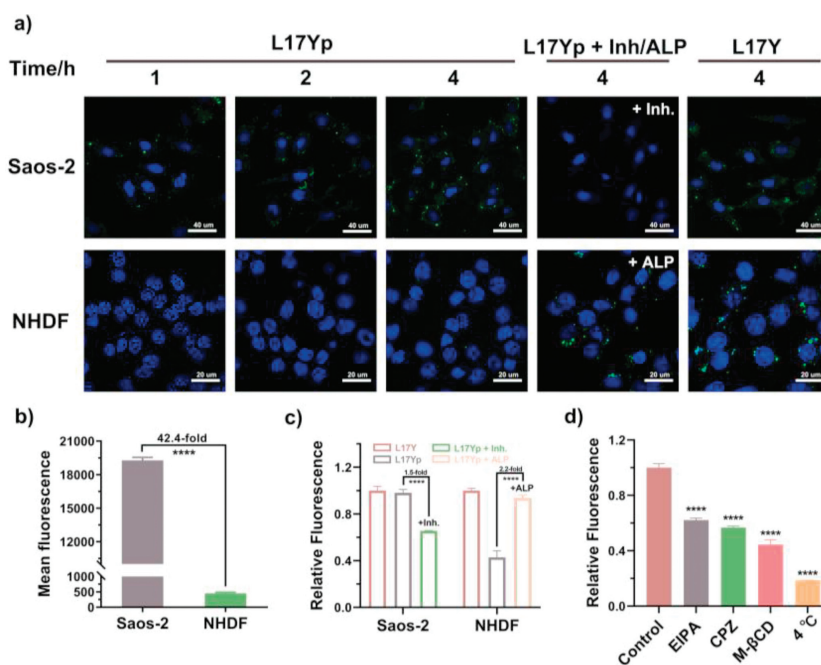 a)
L17Yp
L17Yp + Inh/ALP
L17Y
Time/h
1
2
4
4
4
Saos-2
+ Inh.
40 um
40 um
40 um
40 um
40 um
NHDF
+ ALP
20 um
20 um
20 um
20 um
20 um
b)
42.4-fold
****
Mean fluorescence
21000
18000
15000
12000
1000
500
0
Saos-2
NHDF
c)
L17Y
L17Yp + Inh.
L17Yp
L17Yp + ALP
1.5-fold
****
2.2-fold
****
+Inh.
+ALP
Relative Fluorescence
1.2
0.8
0.4
0.0
Saos-2
NHDF
d)
Relative Fluorescence
1.2
0.8
0.4
0.0
****
****
****
****
Control
EIPA
CPZ
M-βCD
4 °C